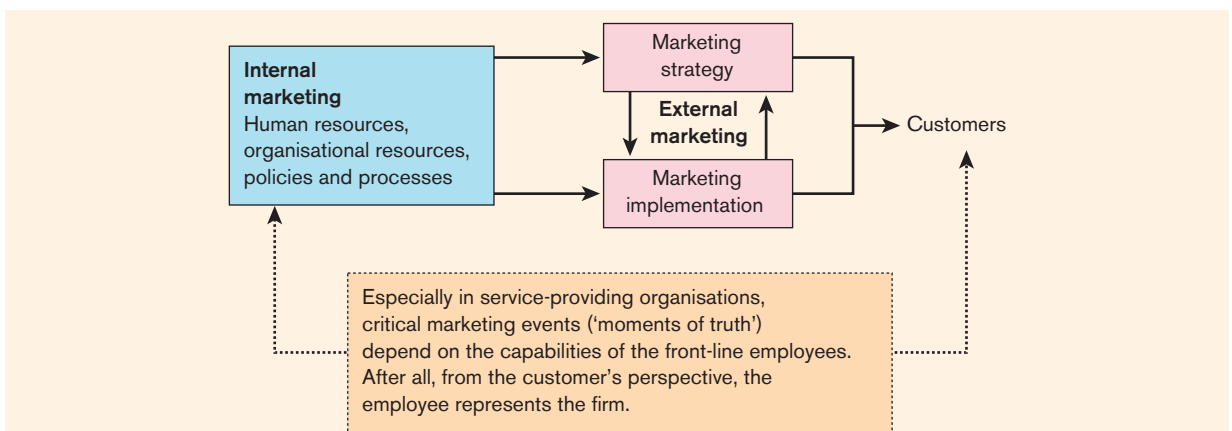 Internal
marketing
Human resources,
organisational resources,
policies and processes
Marketing
strategy
External
marketing
Marketing
implementation
Customers
Especially in service-providing organisations,
critical marketing events (‘moments of truth’)
depend on the capabilities of the front-line employees.
After all, from the customer’s perspective, the
employee represents the firm.